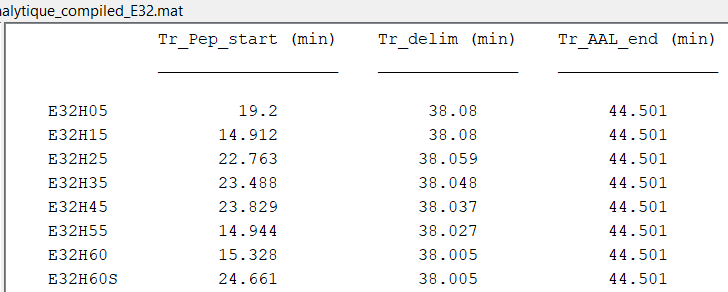 alytique_compiled_E32.mat
Tr_Pep_start (min) Tr_delim (min) Tr_AAL_end (min)
E32H05 19.2 38.08 44.501
E32H15 14.912 38.08 44.501
E32H25 22.763 38.059 44.501
E32H35 23.488 38.048 44.501
E32H45 23.829 38.037 44.501
E32H55 14.944 38.027 44.501
E32H60 15.328 38.005 44.501
E32H60S 24.661 38.005 44.501